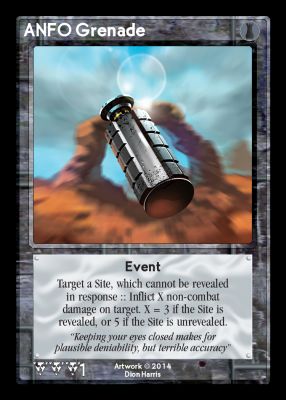 ANFO Grenade
Event
Target a Site, which cannot be revealed
in response :: Inflict X non-combat
damage on target. X = 3 if the Site is
revealed, or 5 if the Site is unrevealed.
"Keeping your eyes closed makes for
plausible deniability, but terrible accuracy"
Artwork © 2014
Dion Harris
1